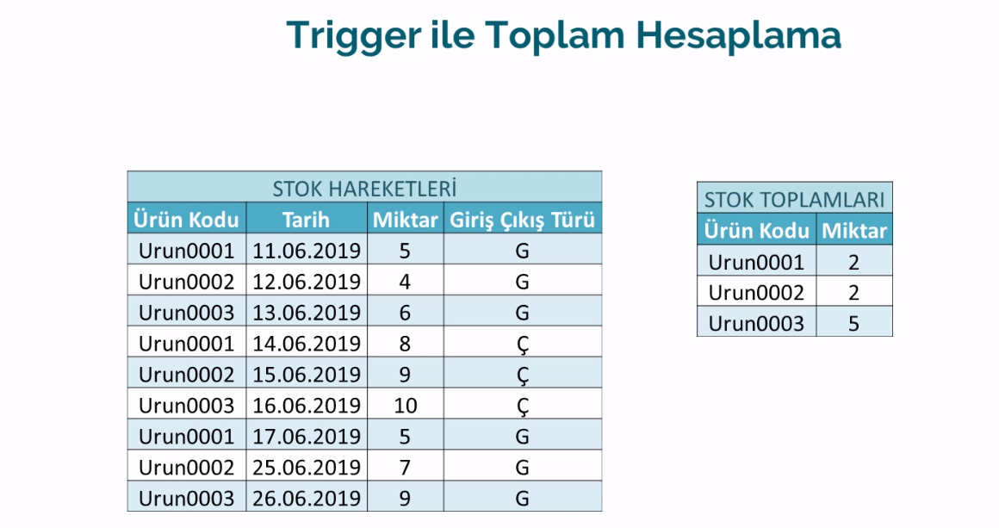 Trigger ile Toplam Hesaplama
STOK HAREKETLERİ
Ürün Kodu Tarih Miktar Giriş Çıkış Türü
Urun0001 11.06.2019 5 G
Urun0002 12.06.2019 4 G
Urun0003 13.06.2019 6 G
Urun0001 14.06.2019 8 Ç
Urun0002 15.06.2019 9 Ç
Urun0003 16.06.2019 10 Ç
Urun0001 17.06.2019 5 G
Urun0002 25.06.2019 7 G
Urun0003 26.06.2019 9 G
STOK TOPLAMLARI
Ürün Kodu Miktar
Urun0001 2
Urun0002 2
Urun0003 5